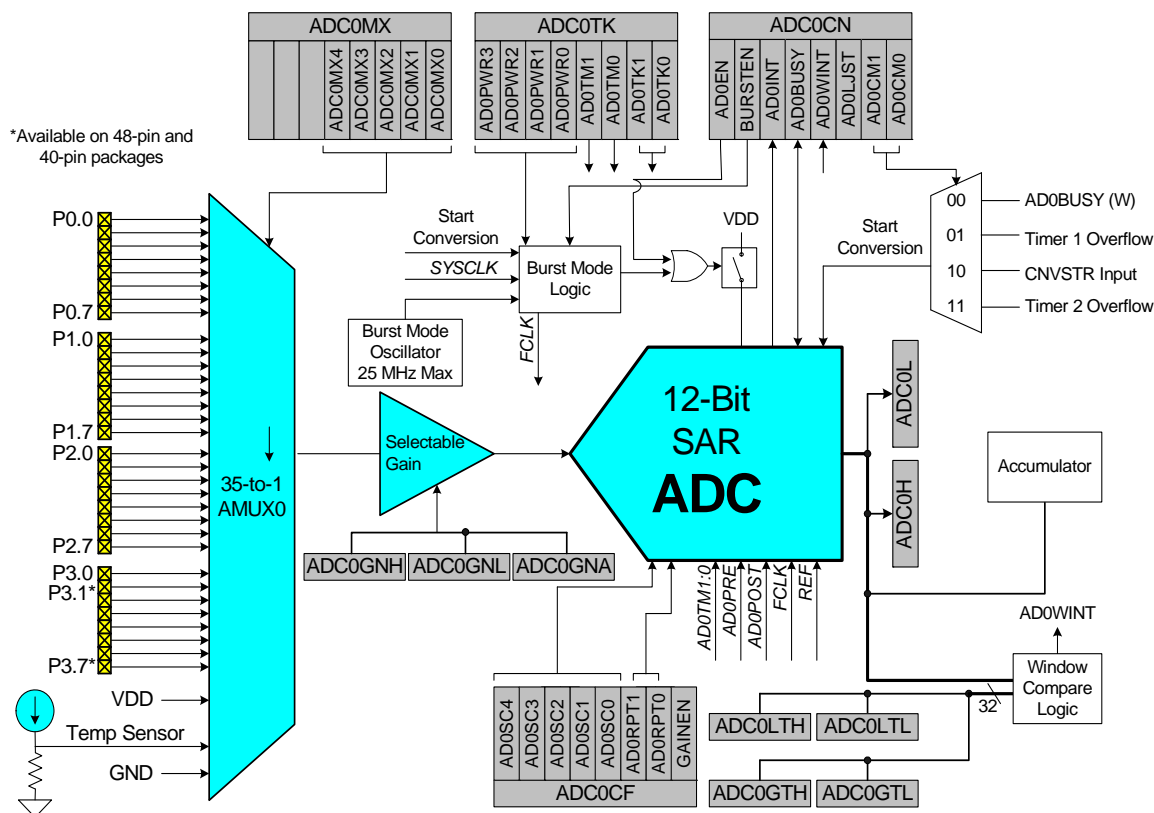 ADC0MX
ADC0MX4
ADC0MX3
ADC0MX2
ADC0MX1
ADC0MX0
ADC0TK
AD0PWR3
AD0PWR2
AD0PWR1
AD0PWR0
AD0TM1
AD0TM0
AD0TK1
AD0TK0
ADC0CN
AD0EN
BURSTEN
AD0INT
AD0BUSY
AD0WINT
AD0LJST
AD0CM1
AD0CM0
*Available on 48-pin and
40-pin packages
P0.0
P0.7
P1.0
P1.7
P2.0
P2.7
P3.0
P3.1*
P3.7*
VDD
Temp Sensor
GND
35-to-1
AMUX0
Start
Conversion
SYSCLK
Burst Mode
Logic
Burst Mode
Oscillator
25 MHz Max
FCLK
VDD
Start
Conversion
00
01
10
11
AD0BUSY (W)
Timer 1 Overflow
CNVSTR Input
Timer 2 Overflow
Selectable
Gain
12-Bit
SAR
ADC
ADC0L
ADC0H
Accumulator
ADC0GNH
ADC0GNL
ADC0GNA
AD0TM1:0
AD0PRE
AD0POST
FCLK
REF
AD0WINT
Window
Compare
Logic
32
AD0SC4
AD0SC3
AD0SC2
AD0SC1
AD0SC0
AD0RPT1
AD0RPT0
GAINEN
ADC0CF
ADC0LTH
ADC0LTL
ADC0GTH
ADC0GTL